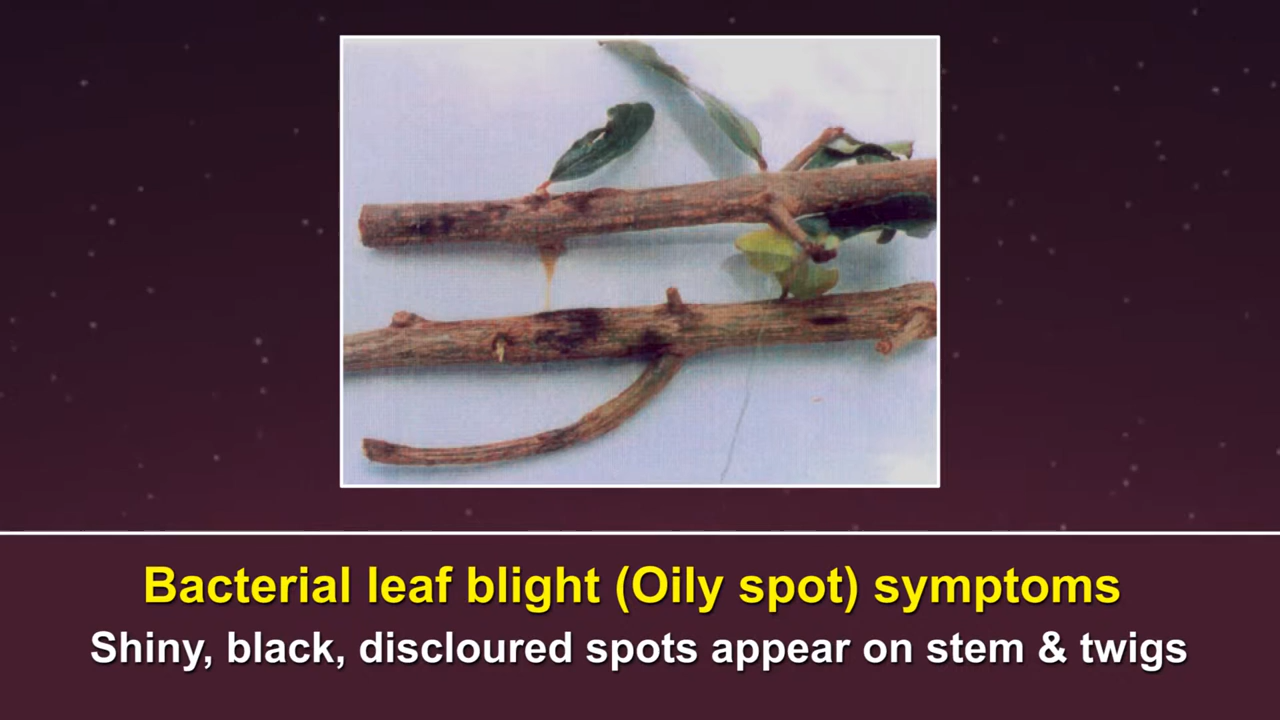 Bacterial leaf blight (Oily spot) symptoms
Shiny, black, discloured spots appear on stem & twigs